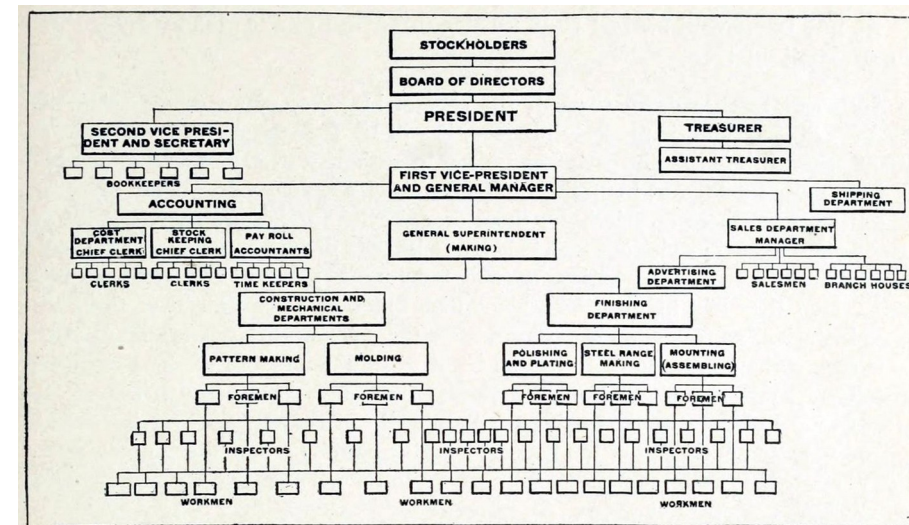 STOCKHOLDERS
BOARD OF DIRECTORS
PRESIDENT
SECOND VICE PRESI-
DENT AND SECRETARY
TREASURER
ASSISTANT TREASURER
BOOKKEEPERS
FIRST VICE-PRESIDENT
AND GENERAL MANAGER
SHIPPING
DEPARTMENT
ACCOUNTING
COST
DEPARTMENT
CHIEF CLERK
STOCK
KEEPING
CHIEF CLERK
PAY ROLL
ACCOUNTANTS
GENERAL SUPERINTENDENT
(MAKING)
SALES DEPARTMENT
MANAGER
CLERKS
CLERKS
TIME KEEPERS
ADVERTISING
DEPARTMENT
SALESMEN
BRANCH HOUSES
CONSTRUCTION AND
MECHANICAL
DEPARTMENTS
FINISHING
DEPARTMENT
PATTERN MAKING
MOLDING
POLISHING
AND PLATING
STEEL RANGE
MAKING
MOUNTING
(ASSEMBLING)
FOREMEN
FOREMEN
FOREMEN
FOREMEN
FOREMEN
INSPECTORS
INSPECTORS
INSPECTORS
WORKMEN
WORKMEN
WORKMEN